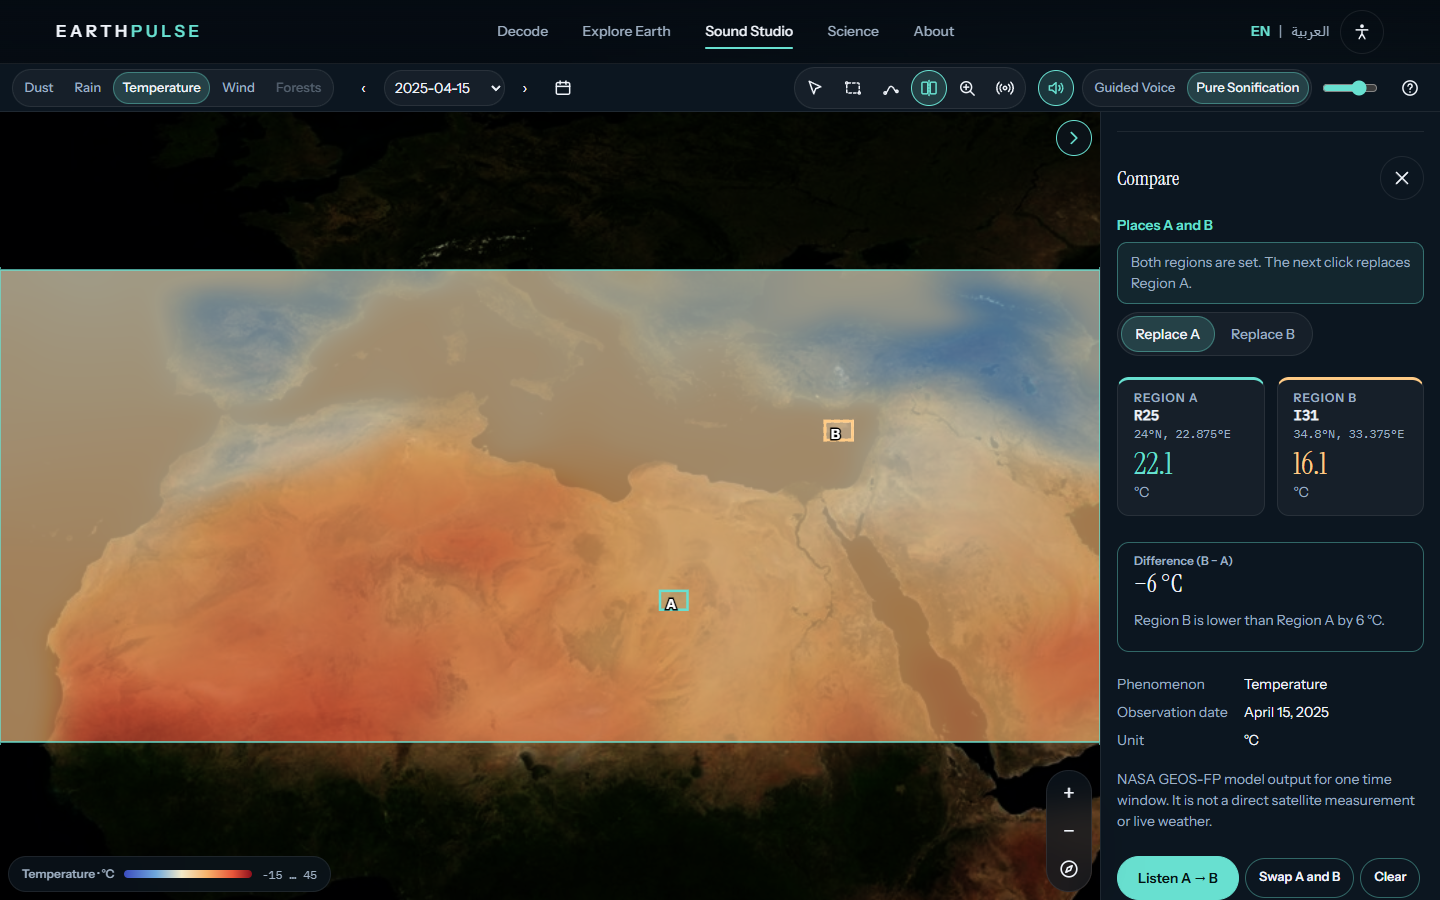 EARTHPULSE
Decode Explore Earth Sound Studio Science About
EN | العربية
Dust Rain Temperature Wind Forests
2025-04-15
Guided Voice Pure Sonification
Compare
Places A and B
Both regions are set. The next click replaces
Region A.
Replace A Replace B
REGION A
R25
24°N, 22.875°E
22.1
°C
REGION B
I31
34.8°N, 33.375°E
16.1
°C
Difference (B − A)
−6 °C
Region B is lower than Region A by 6 °C.
Phenomenon Temperature
Observation date April 15, 2025
Unit °C
NASA GEOS-FP model output for one time
window. It is not a direct satellite measurement
or live weather.
Listen A → B Swap A and B Clear
B
A
Temperature · °C -15 … 45